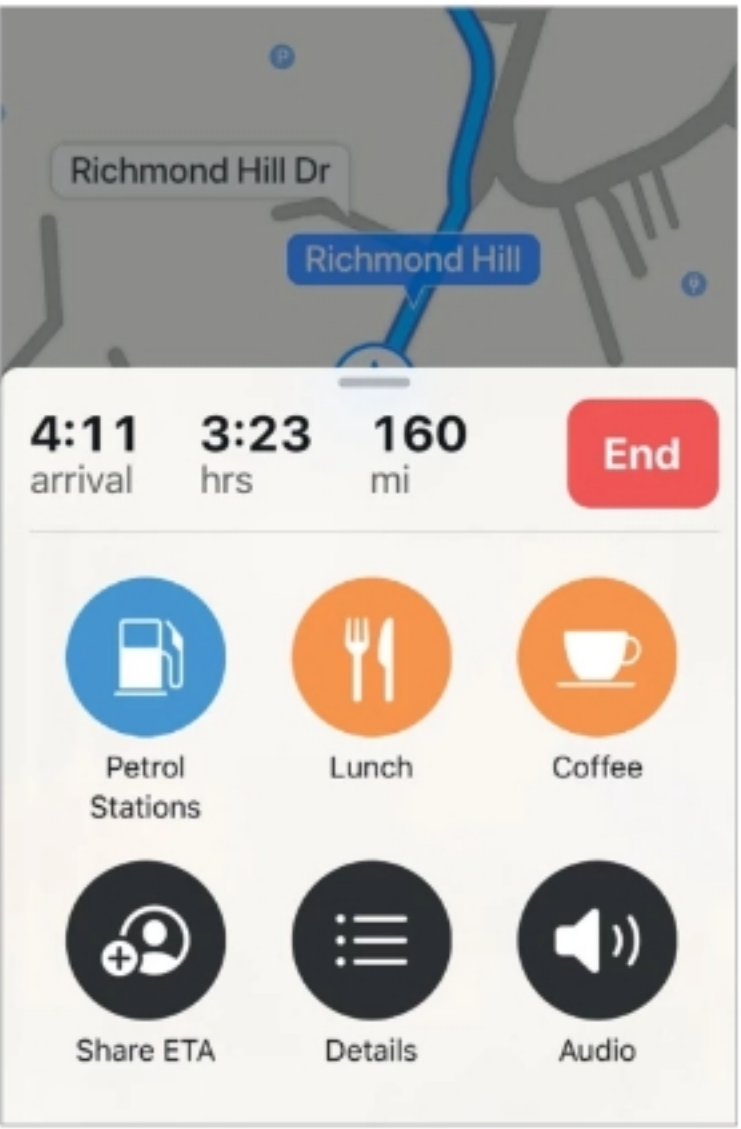 P
Richmond Hill Dr
Richmond Hill
4:11 3:23 160
arrival hrs mi
End
Petrol
Stations
Lunch
Coffee
Share ETA
Details
Audio